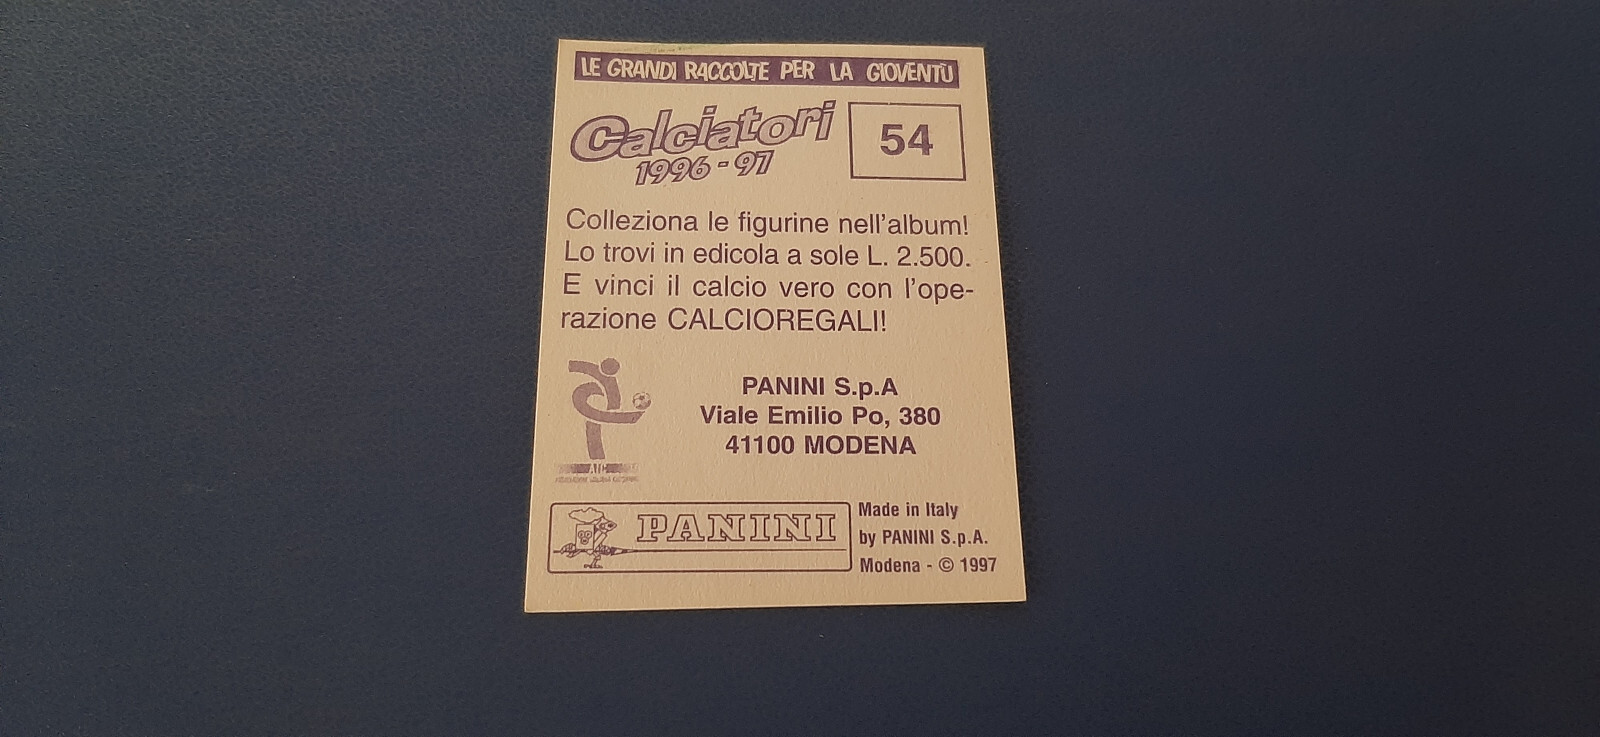 LE GRANDI RACCOLTE PER LA GIOVENTÙ
Calciatori
1996-97
54
Colleziona le figurine nell'album!
Lo trovi in edicola a sole L. 2.500.
E vinci il calcio vero con l'ope-
razione CALCIOREGALI!
PANINI S.p.A
Viale Emilio Po, 380
41100 MODENA
PANINI
Made in Italy
by PANINI S.p.A.
Modena - © 1997